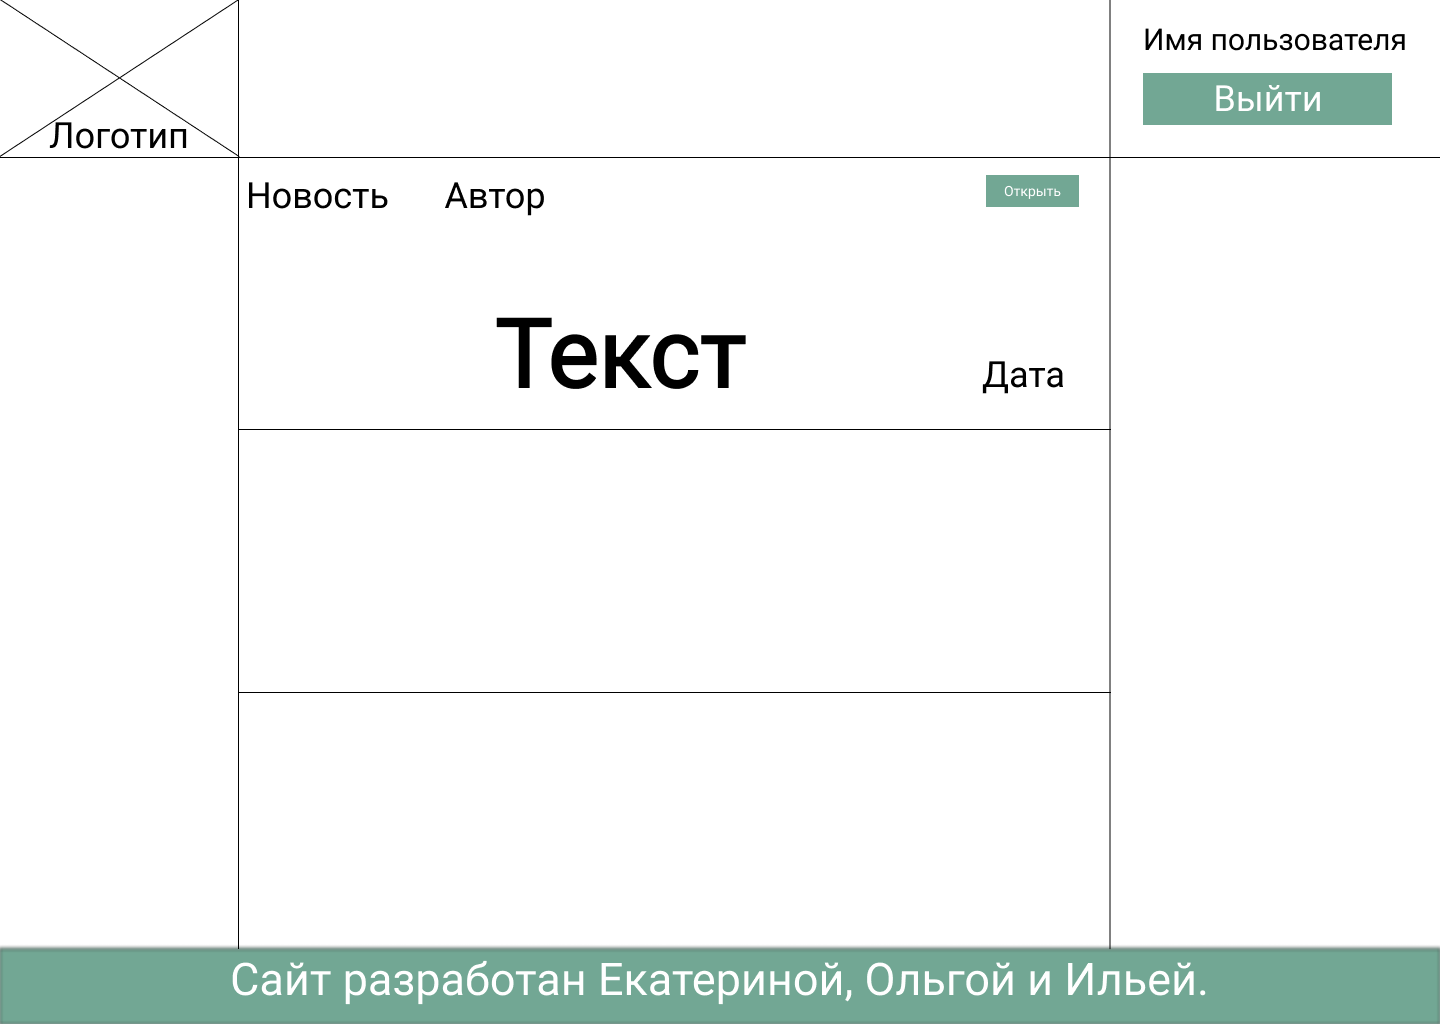 Имя пользователя
Выйти
Логотип
Новость Автор Открыть
Текст
Дата
Сайт разработан Екатериной, Ольгой и Ильей.